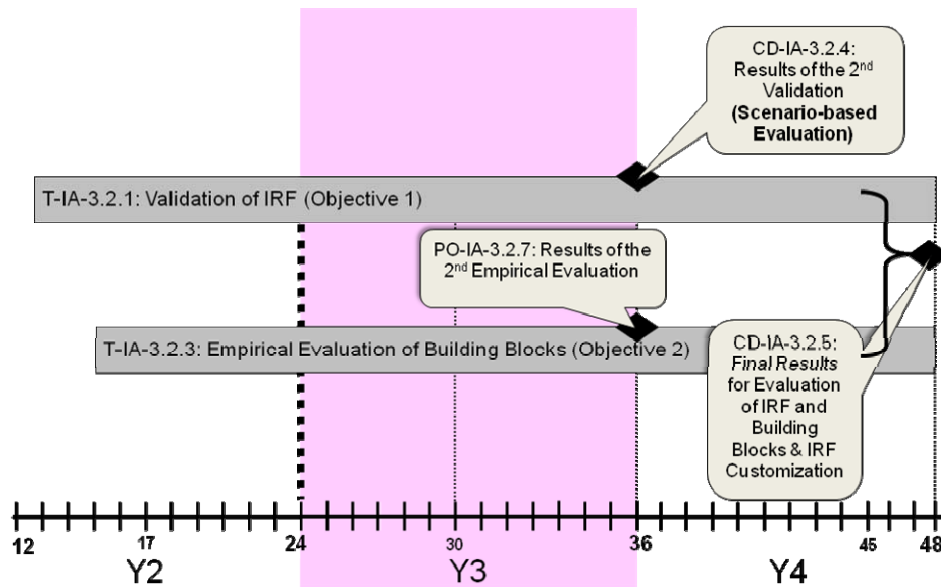 CD-IA-3.2.4:
Results of the 2nd
Validation
(Scenario-based
Evaluation)
T-IA-3.2.1: Validation of IRF (Objective 1)
PO-IA-3.2.7: Results of the
2nd Empirical Evaluation
T-IA-3.2.3: Empirical Evaluation of Building Blocks (Objective 2)
CD-IA-3.2.5:
Final Results
for Evaluation
of IRF and
Building
Blocks & IRF
Customization
12 17 24 30 36 45 48
Y2 Y3 Y4